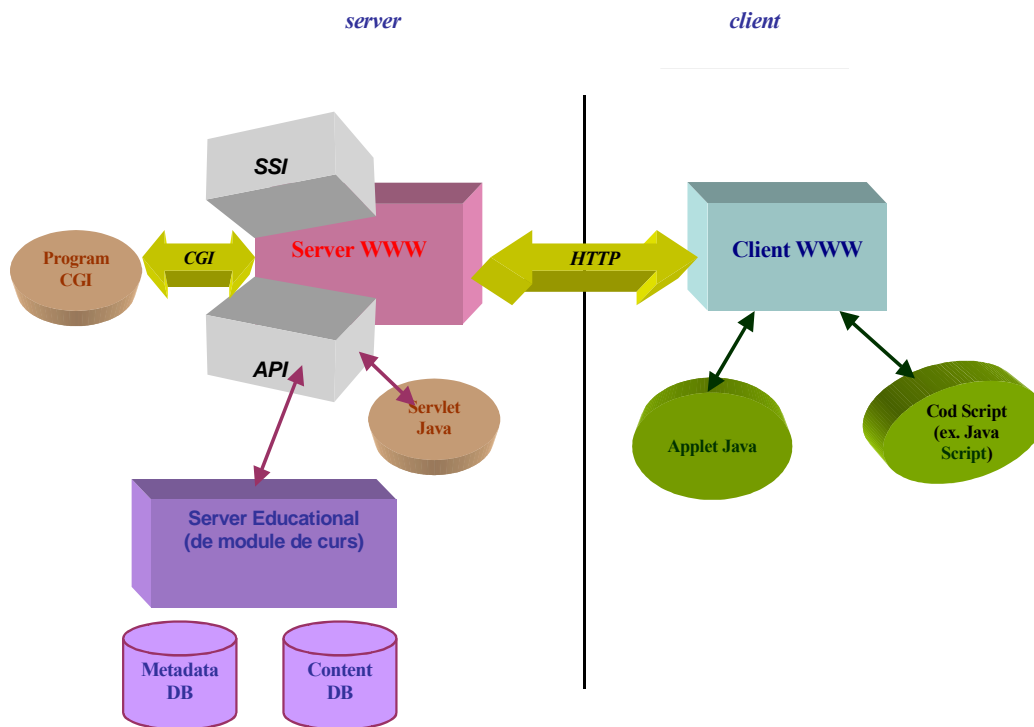 server
client
SSI
Server WWW
Client WWW
Program
CGI
CGI
HTTP
API
Servlet
Java
Applet Java
Cod Script
(ex. Java
Script)
Server Educational
(de module de curs)
Metadata
DB
Content
DB